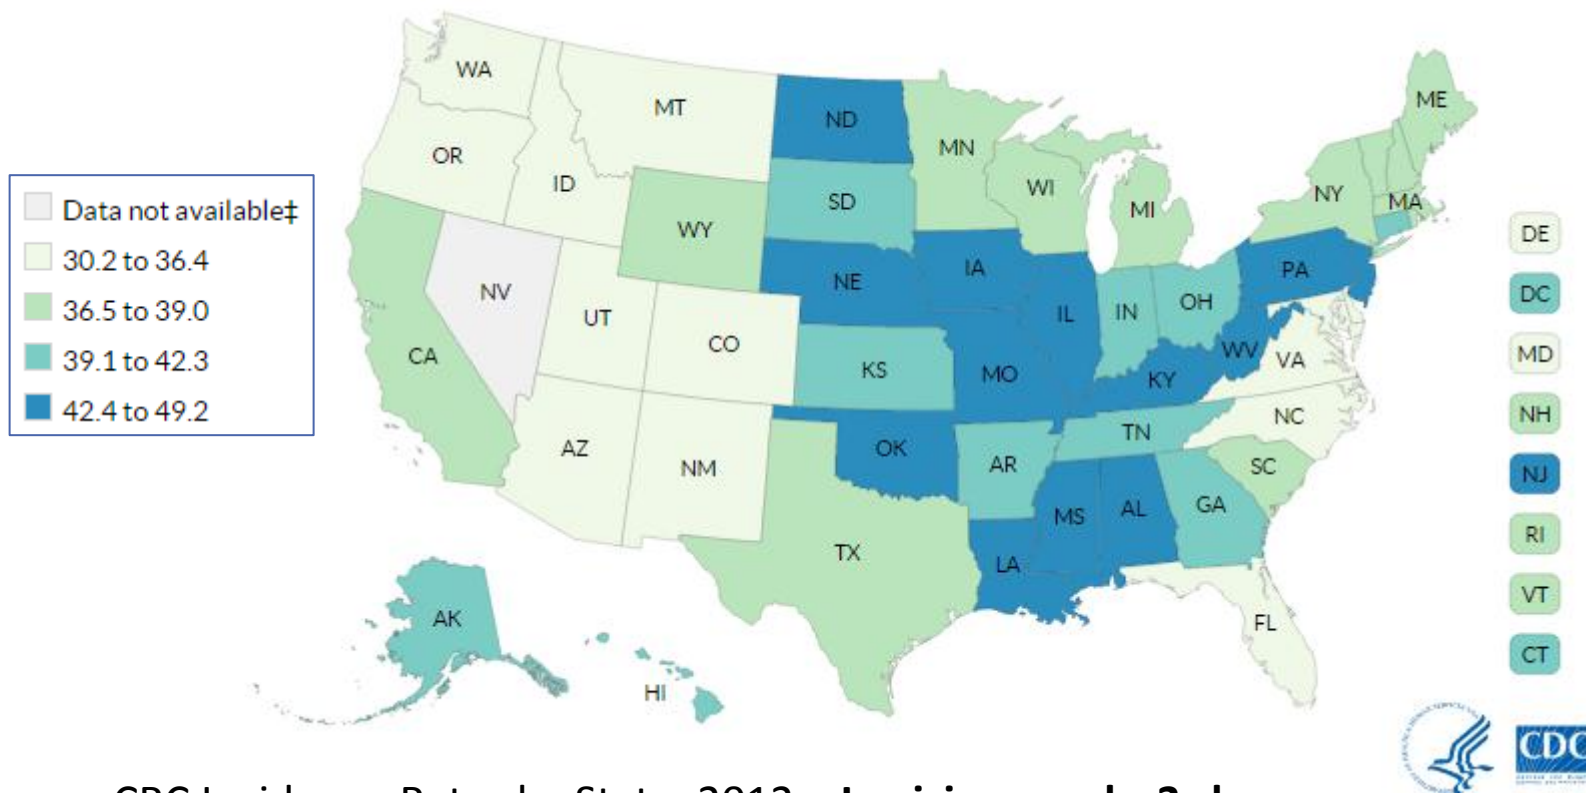 Data not available‡
30.2 to 36.4
36.5 to 39.0
39.1 to 42.3
42.4 to 49.2
WA
MT
ND
MN
ME
OR
ID
SD
WI
MI
NY
MA
WY
NV
UT
CO
CA
NE
IA
IL
IN
OH
PA
KS
MO
KY
WV
VA
AZ
NM
OK
AR
TN
NC
SC
TX
LA
MS
AL
GA
FL
AK
HI
DE
DC
MD
NH
NJ
RI
VT
CT
CDC